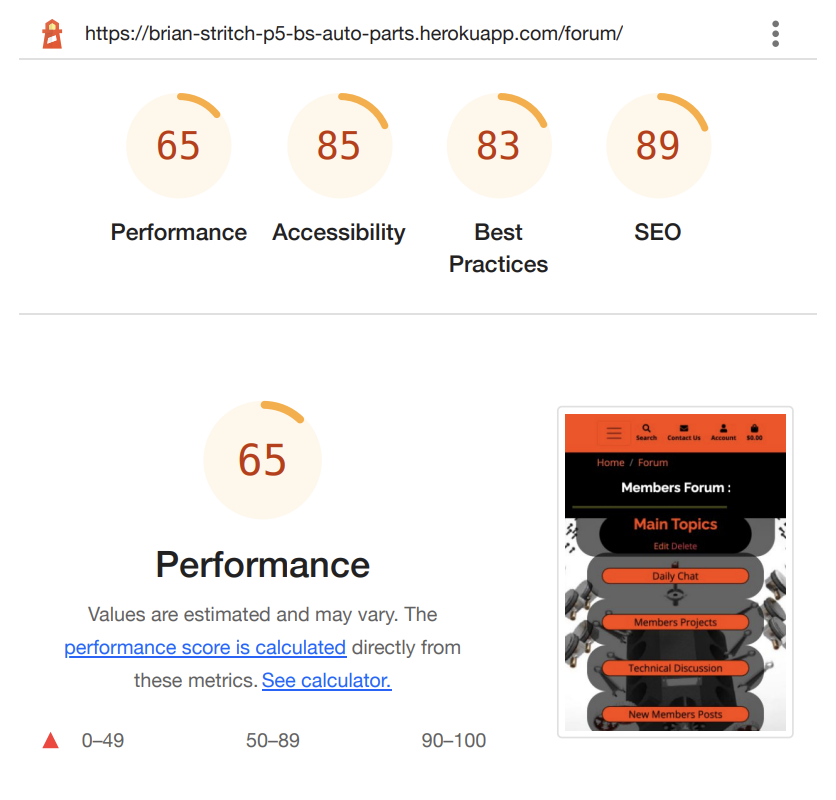 https://brian-stritch-p5-bs-auto-parts.herokuapp.com/forum/
65 85 83 89
Performance Accessibility Best Practices SEO
65
Performance
Values are estimated and may vary. The
performance score is calculated directly from
these metrics. See calculator.
0–49 50–89 90–100
Search Contact Us Account $0.00
Home / Forum
Members Forum :
Main Topics
Edit Delete
Daily Chat
Members Projects
Technical Discussion
New Members Posts